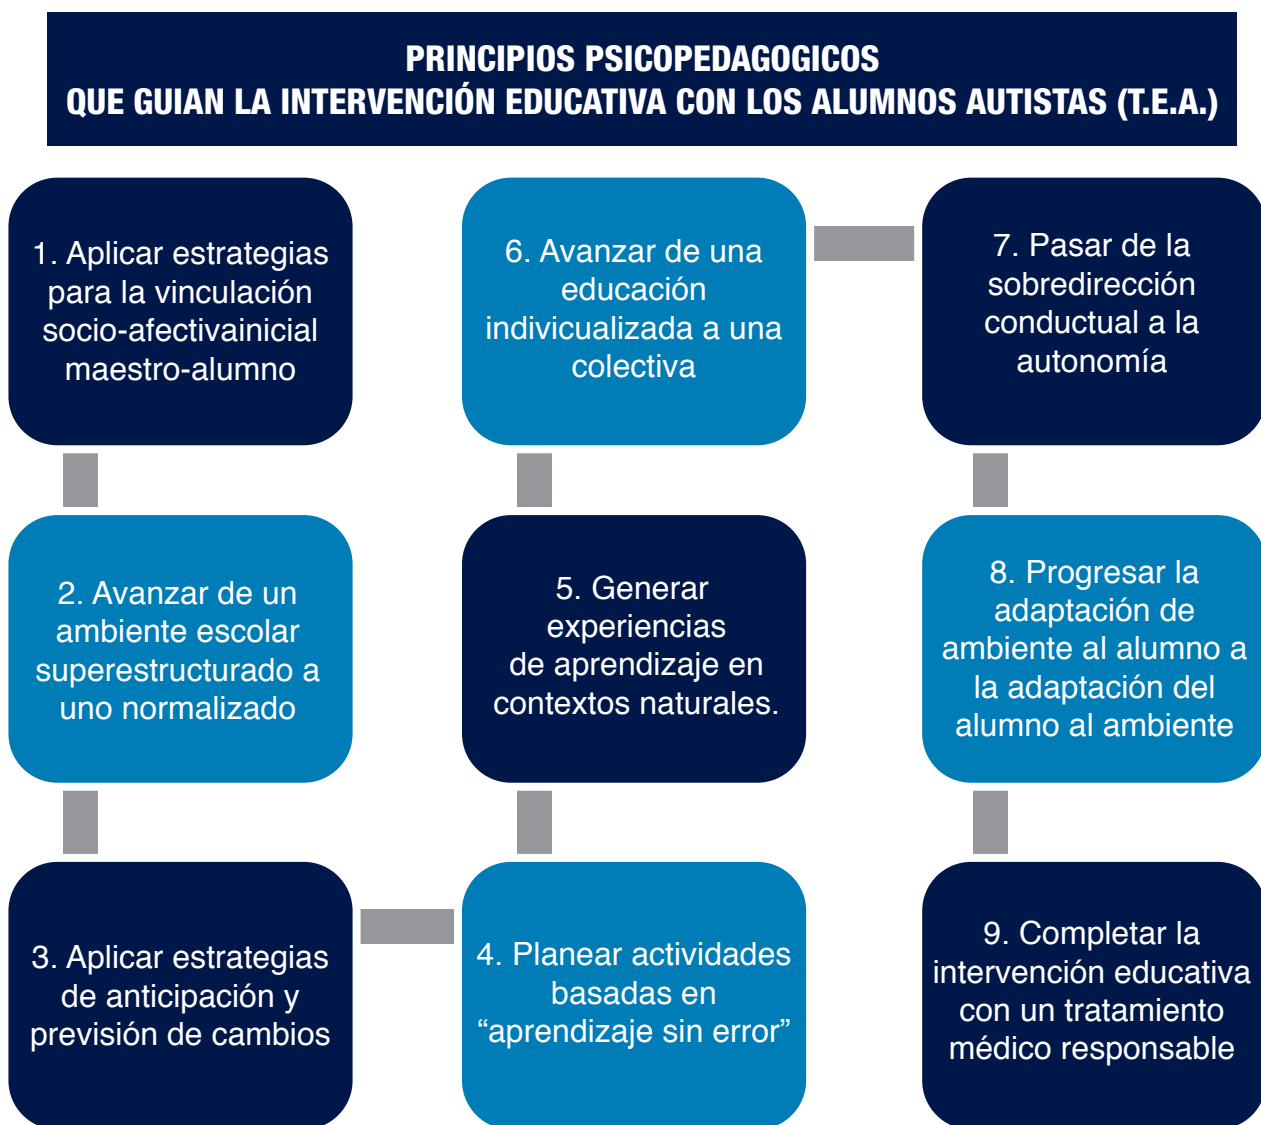 PRINCIPIOS PSICOPEDAGOGICOS
QUE GUIAN LA INTERVENCIÓN EDUCATIVA CON LOS ALUMNOS AUTISTAS (T.E.A.)
1. Aplicar estrategias
para la vinculación
socio-afectivainicial
maestro-alumno
2. Avanzar de un
ambiente escolar
superestructurado a
uno normalizado
3. Aplicar estrategias
de anticipación y
previsión de cambios
4. Planear actividades
basadas en
“aprendizaje sin error”
5. Generar
experiencias
de aprendizaje en
contextos naturales.
6. Avanzar de una
educación
indivicualizada a una
colectiva
7. Pasar de la
sobredirección
conductual a la
autonomía
8. Progresar la
adaptación de
ambiente al alumno a
la adaptación del
alumno al ambiente
9. Completar la
intervención educativa
con un tratamiento
médico responsable